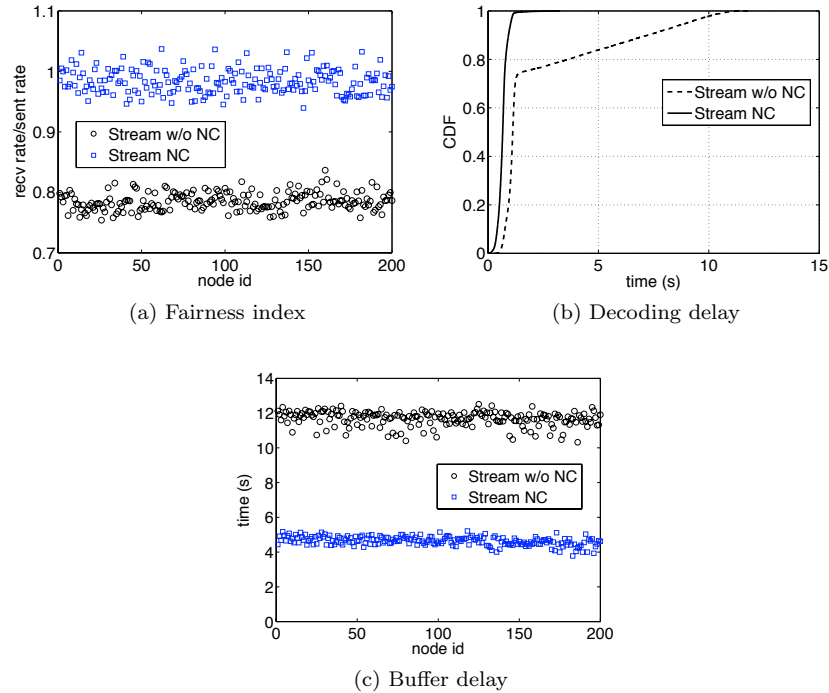 1.1
1
0.9
0.8
0.7
recv rate/sent rate
Stream w/o NC
Stream NC
0 50 100 150 200
node id
(a) Fairness index
1
0.8
0.6
0.4
0.2
0
CDF
Stream w/o NC
Stream NC
0 5 10 15
time (s)
(b) Decoding delay
14
12
10
8
6
4
2
0
time (s)
Stream w/o NC
Stream NC
0 50 100 150 200
node id
(c) Buffer delay